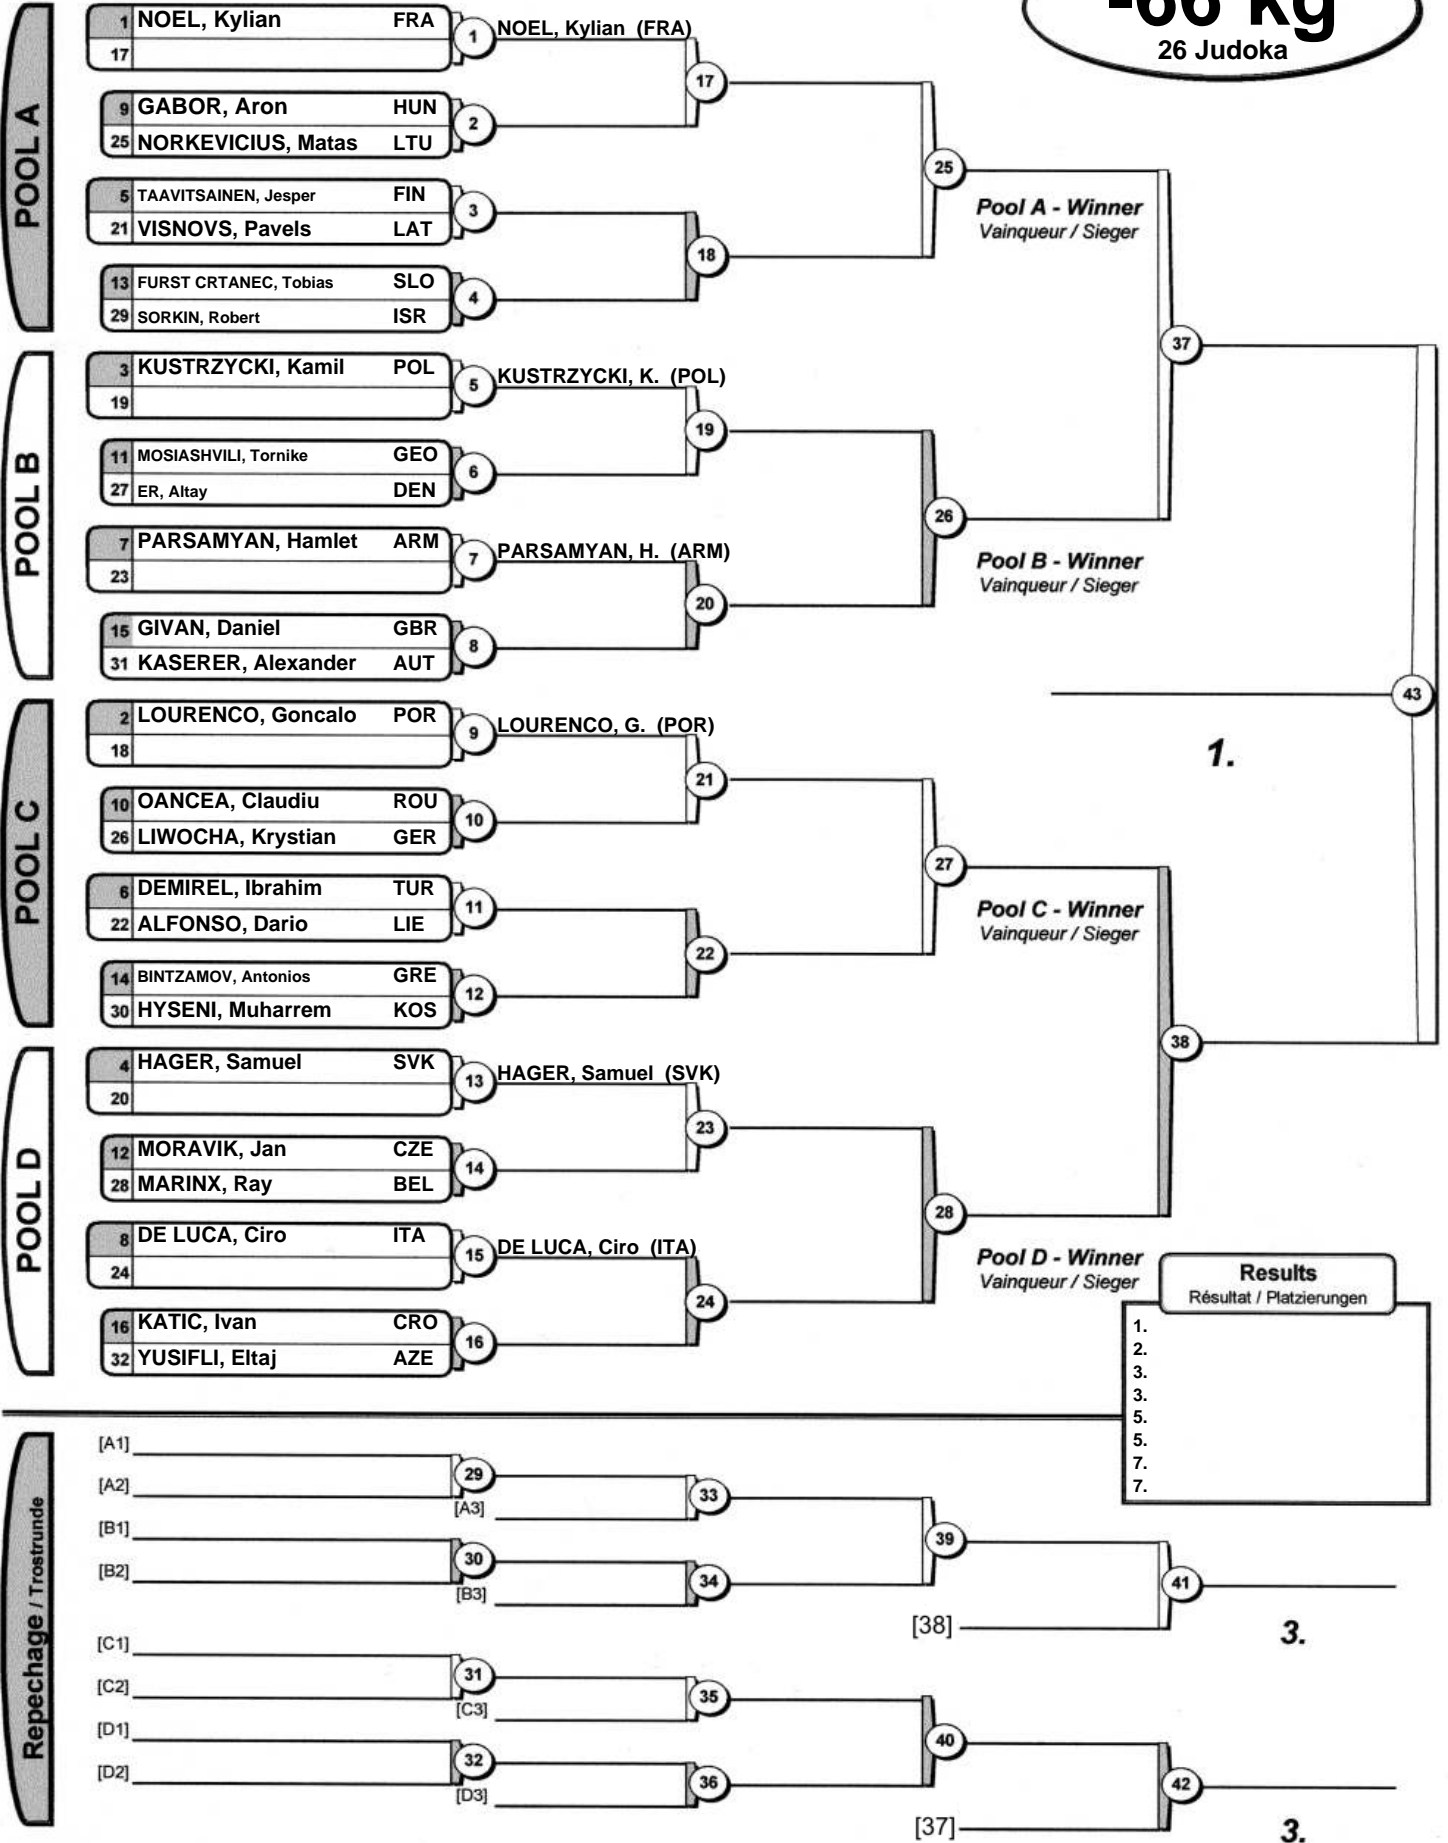 -66 kg
26 Judoka
POOL A
1 NOEL, Kylian FRA
17
1 NOEL, Kylian (FRA)
9 GABOR, Aron HUN
25 NORKEVICIUS, Matas LTU
2
17
5 TAAVITSAINEN, Jesper FIN
21 VISNOVS, Pavels LAT
3
13 FURST CRTANEC, Tobias SLO
29 SORKIN, Robert ISR
4
18
25
Pool A - Winner
Vainqueur / Sieger
POOL B
3 KUSTRZYCKI, Kamil POL
19
5 KUSTRZYCKI, K. (POL)
11 MOSIASHVILI, Tornike GEO
27 ER, Altay DEN
6
19
7 PARSAMYAN, Hamlet ARM
23
7 PARSAMYAN, H. (ARM)
15 GIVAN, Daniel GBR
31 KASERER, Alexander AUT
8
20
26
Pool B - Winner
Vainqueur / Sieger
37
POOL C
2 LOURENCO, Goncalo POR
18
9 LOURENCO, G. (POR)
10 OANCEA, Claudiu ROU
26 LIWOCHA, Krystian GER
10
21
6 DEMIREL, Ibrahim TUR
22 ALFONSO, Dario LIE
11
14 BINTZAMOV, Antonios GRE
30 HYSENI, Muharrem KOS
12
22
27
Pool C - Winner
Vainqueur / Sieger
43
1.
POOL D
4 HAGER, Samuel SVK
20
13 HAGER, Samuel (SVK)
12 MORAVIK, Jan CZE
28 MARINX, Ray BEL
14
23
8 DE LUCA, Ciro ITA
24
15 DE LUCA, Ciro (ITA)
16 KATIC, Ivan CRO
32 YUSIFLI, Eltaj AZE
16
24
28
Pool D - Winner
Vainqueur / Sieger
38
Results
Résultat / Platzierungen
1.
2.
3.
3.
5.
5.
7.
7.
Repechage / Trostrunde
[A1]
[A2]
29
[A3]
33
[B1]
[B2]
30
[B3]
34
39
[38]
41
3.
[C1]
[C2]
31
[C3]
35
[D1]
[D2]
32
[D3]
36
40
[37]
42
3.